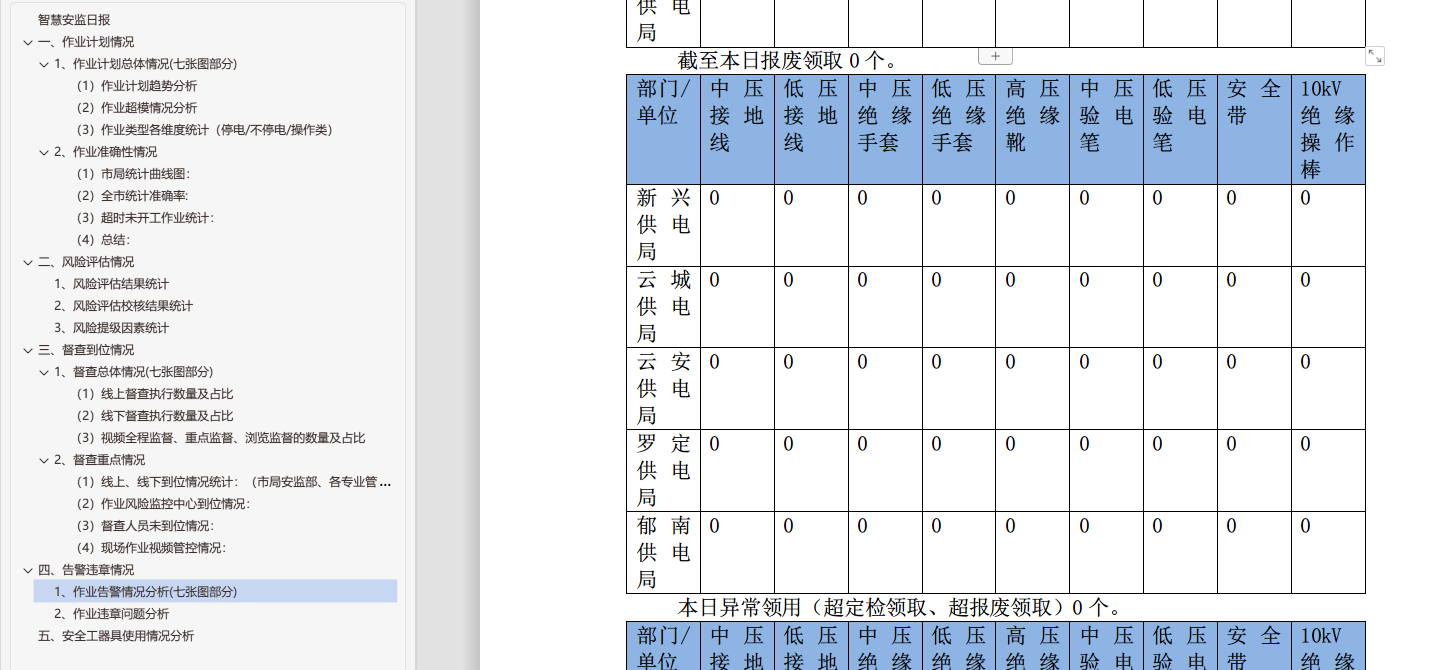 智慧安监日报
一、作业计划情况
1、作业计划总体情况(七张图部分)
（1）作业计划趋势分析
（2）作业超模情况分析
（3）作业类型各维度统计（停电/不停电/操作类）
2、作业准确性情况
（1）市局统计曲线图：
（2）全市统计准确率:
（3）超时未开工作业统计：
（4）总结：
二、风险评估情况
1、风险评估结果统计
2、风险评估校核结果统计
3、风险提级因素统计
三、督查到位情况
1、督查总体情况(七张图部分)
（1）线上督查执行数量及占比
（2）线下督查执行数量及占比
（3）视频全程监督、重点监督、浏览监督的数量及占比
2、督查重点情况
（1）线上、线下到位情况统计：（市局安监部、各专业管...
（2）作业风险监控中心到位情况：
（3）督查人员未到位情况：
（4）现场作业视频管控情况：
四、告警违章情况
1、作业告警情况分析(七张图部分)
2、作业违章问题分析
五、安全工器具使用情况分析
供电
局
截至本日报废领取 0 个。
部门/ 中压 低压 中压 低压 高压 中压 低压 安全 10kV
单位 接地 接地 绝缘 绝缘 绝缘 验电 验电 带 绝缘
线 线 手套 手套 靴 笔 笔 操作
棒
新兴 0 0 0 0 0 0 0 0 0
供电
局
云城 0 0 0 0 0 0 0 0 0
供电
局
云安 0 0 0 0 0 0 0 0 0
供电
局
罗定 0 0 0 0 0 0 0 0 0
供电
局
郁南 0 0 0 0 0 0 0 0 0
供电
局
本日异常领用（超定检领取、超报废领取）0 个。
部门/ 中压 低压 中压 低压 高压 中压 低压 安全 10kV
单位 接地 接地 绝缘 绝缘 绝缘 验电 验电 带 绝缘